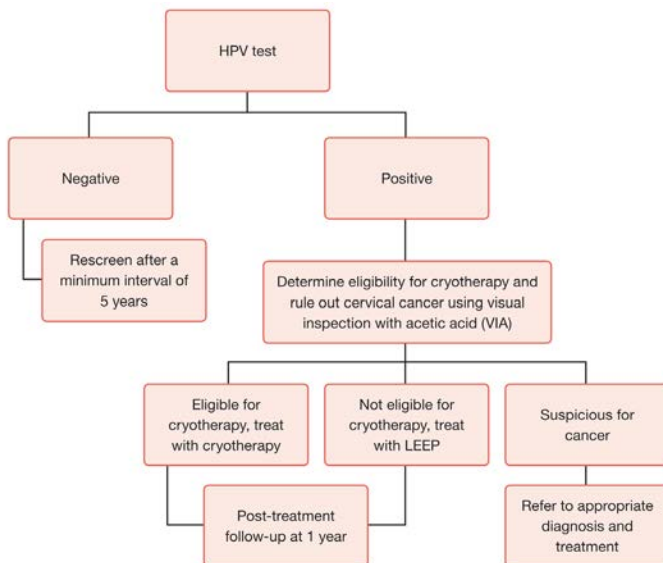 HPV test
Negative
Positive
Rescreen after a
minimum interval of
5 years
Determine eligibility for cryotherapy and
rule out cervical cancer using visual
inspection with acetic acid (VIA)
Eligible for
cryotherapy, treat
with cryotherapy
Not eligible for
cryotherapy, treat
with LEEP
Suspicious for
cancer
Post-treatment
follow-up at 1 year
Refer to appropriate
diagnosis and
treatment